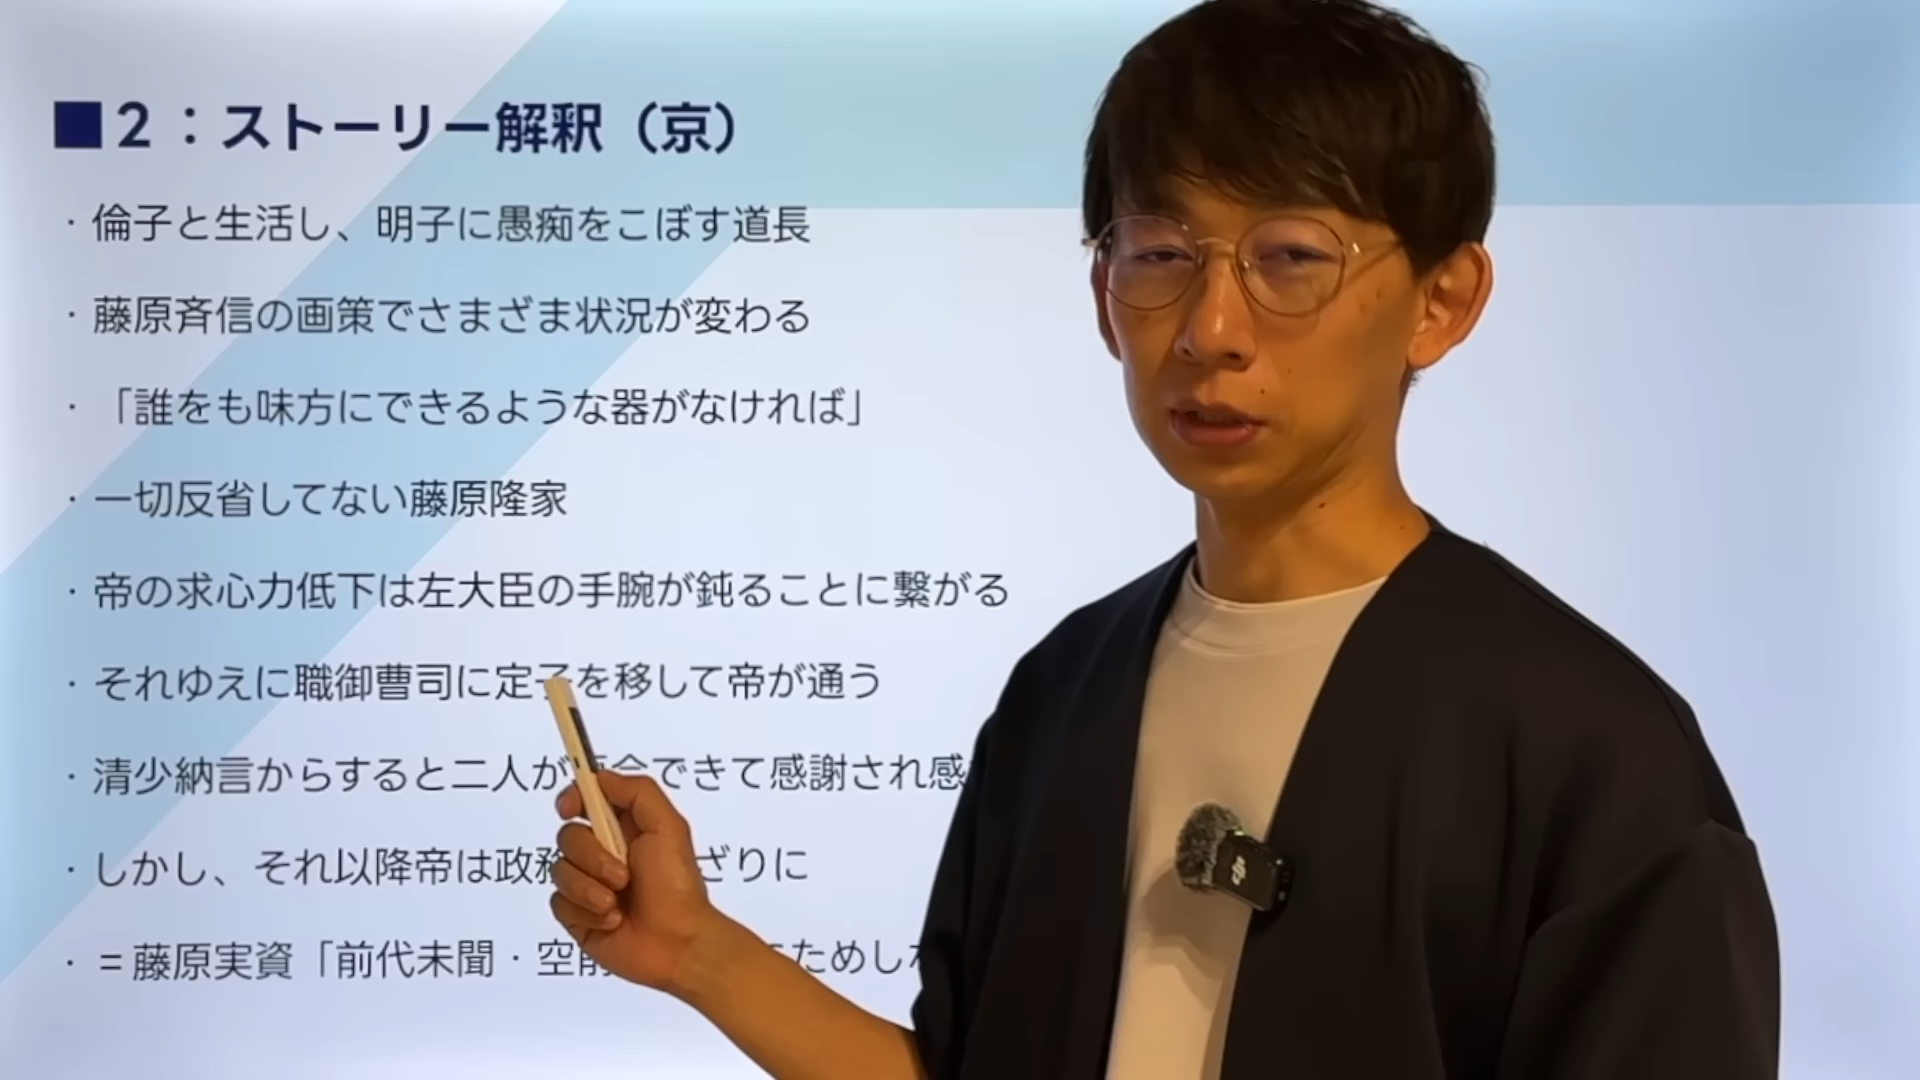 ■2：ストーリー解釈（京）
・倫子と生活し、明子に愚痴をこぼす道長
・藤原斉信の画策でさまざま状況が変わる
・「誰をも味方にできるような器がなければ」
・一切反省してない藤原隆家
・帝の求心力低下は左大臣の手腕が鈍ることに繋がる
・それゆえに職御曹司に定子を移して帝が通う
・清少納言からすると二人が できて感謝され感
・しかし、それ以降帝は政務 ざりに
・＝藤原実資「前代未聞・空前 ためし
dji